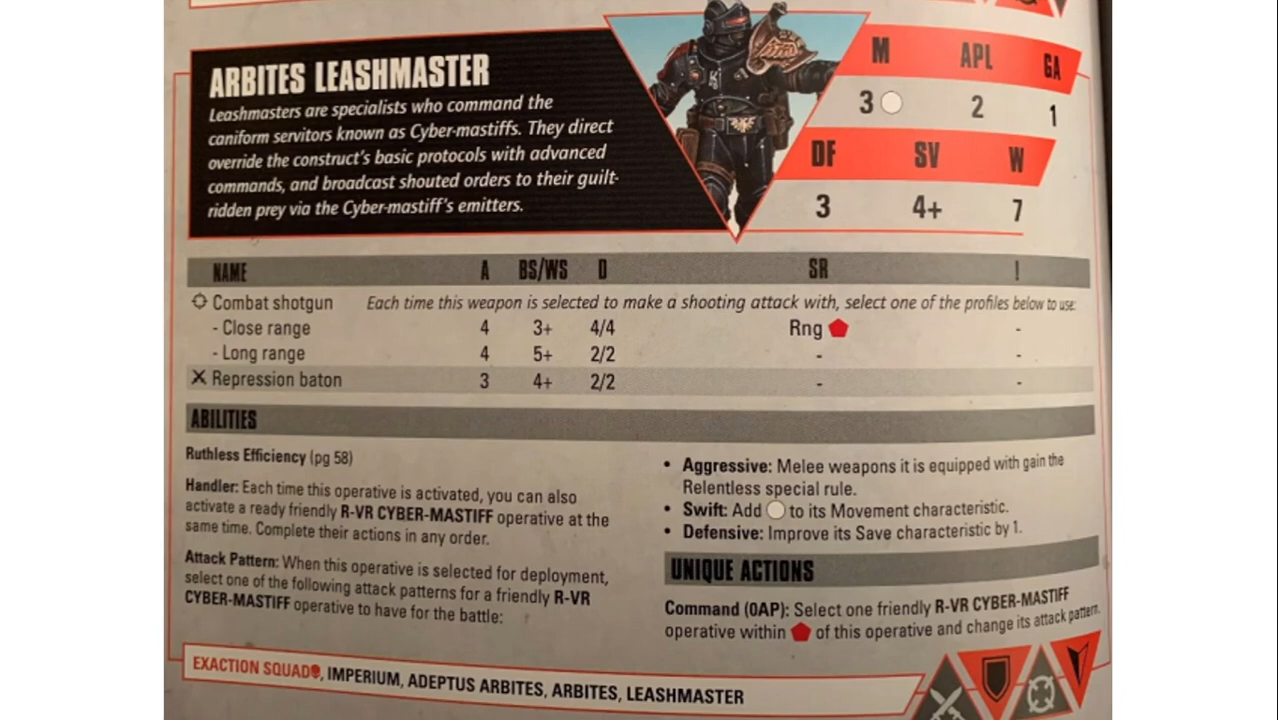 ARBITES LEASHMASTER
Leashmasters are specialists who command the
caniform servitors known as Cyber-mastiffs. They direct
override the construct's basic protocols with advanced
commands, and broadcast shouted orders to their guilt-
ridden prey via the Cyber-mastiff's emitters.
M APL GA
3 2 1
DF SV W
3 4+ 7
NAME A BS/WS D SR !
Combat shotgun Each time this weapon is selected to make a shooting attack with, select one of the profiles below to use:
- Close range 4 3+ 4/4 Rng -
- Long range 4 5+ 2/2 - -
Repression baton 3 4+ 2/2 - -
ABILITIES
Ruthless Efficiency (pg 58)
Handler: Each time this operative is activated, you can also
activate a ready friendly R-VR CYBER-MASTIFF operative at the
same time. Complete their actions in any order.
Attack Pattern: When this operative is selected for deployment,
select one of the following attack patterns for a friendly R-VR
CYBER-MASTIFF operative to have for the battle:
• Aggressive: Melee weapons it is equipped with gain the
Relentless special rule.
• Swift: Add to its Movement characteristic.
• Defensive: Improve its Save characteristic by 1.
UNIQUE ACTIONS
Command (0AP): Select one friendly R-VR CYBER-MASTIFF
operative within of this operative and change its attack pattern.
EXACTION SQUAD, IMPERIUM, ADEPTUS ARBITES, ARBITES, LEASHMASTER